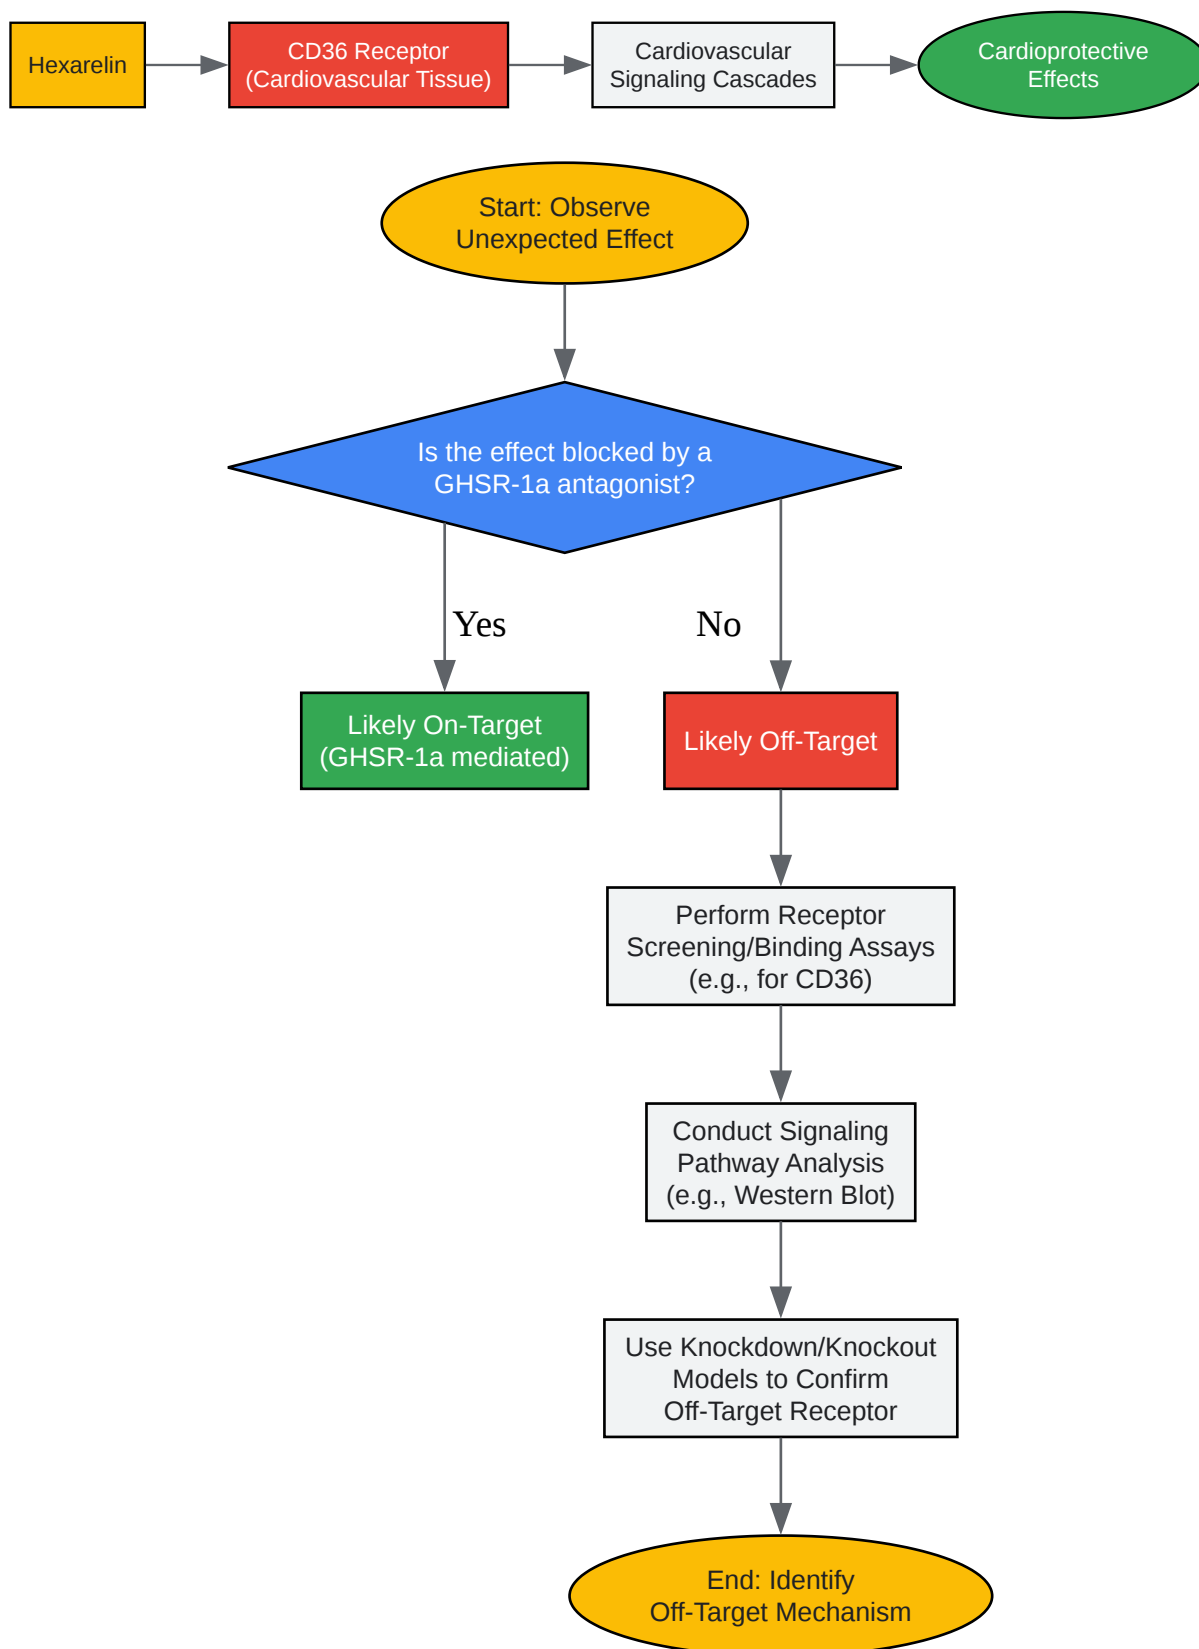 Hexarelin
CD36 Receptor
(Cardiovascular Tissue)
Cardiovascular
Signaling Cascades
Cardioprotective
Effects
Start: Observe
Unexpected Effect
Is the effect blocked by a
GHSR-1a antagonist?
Yes
No
Likely On-Target
(GHSR-1a mediated)
Likely Off-Target
Perform Receptor
Screening/Binding Assays
(e.g., for CD36)
Conduct Signaling
Pathway Analysis
(e.g., Western Blot)
Use Knockdown/Knockout
Models to Confirm
Off-Target Receptor
End: Identify
Off-Target Mechanism